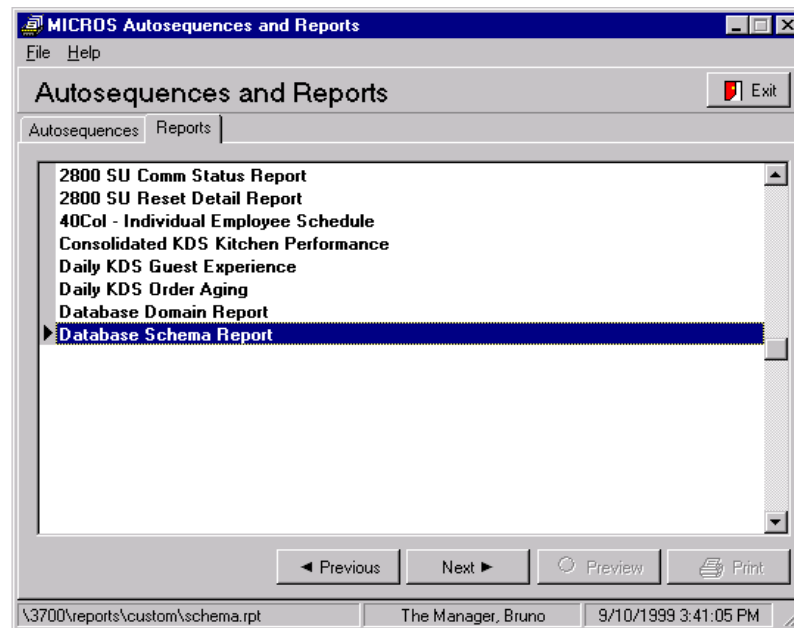 MICROS Autosequences and Reports
File Help
Autosequences and Reports
Exit
Autosequences Reports
2800 SU Comm Status Report
2800 SU Reset Detail Report
40Col - Individual Employee Schedule
Consolidated KDS Kitchen Performance
Daily KDS Guest Experience
Daily KDS Order Aging
Database Domain Report
Database Schema Report
Previous Next Preview Print
\3700\reports\custom\schema.rpt The Manager, Bruno 9/10/1999 3:41:05 PM